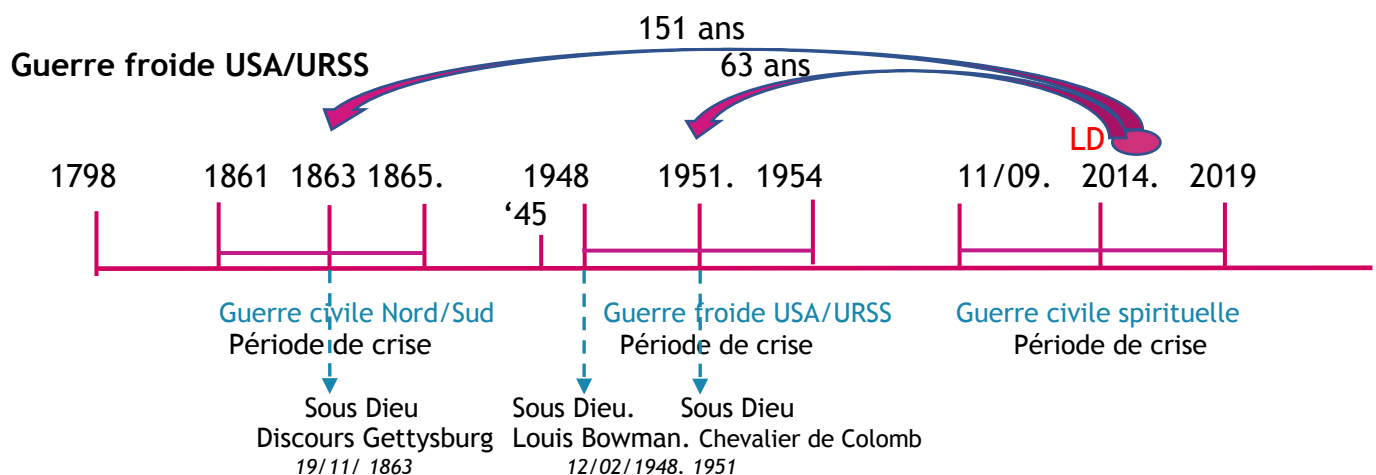 151 ans
Guerre froide USA/URSS
63 ans
LD
1798 1861 1863 1865. 1948 1951. 1954 11/09. 2014. 2019
‘45
Guerre civile Nord/Sud Guerre froide USA/URSS Guerre civile spirituelle
Période de crise Période de crise Période de crise
Sous Dieu Sous Dieu. Sous Dieu
Discours Gettysburg Louis Bowman. Chevalier de Colomb
19/11/ 1863 12/02/1948. 1951